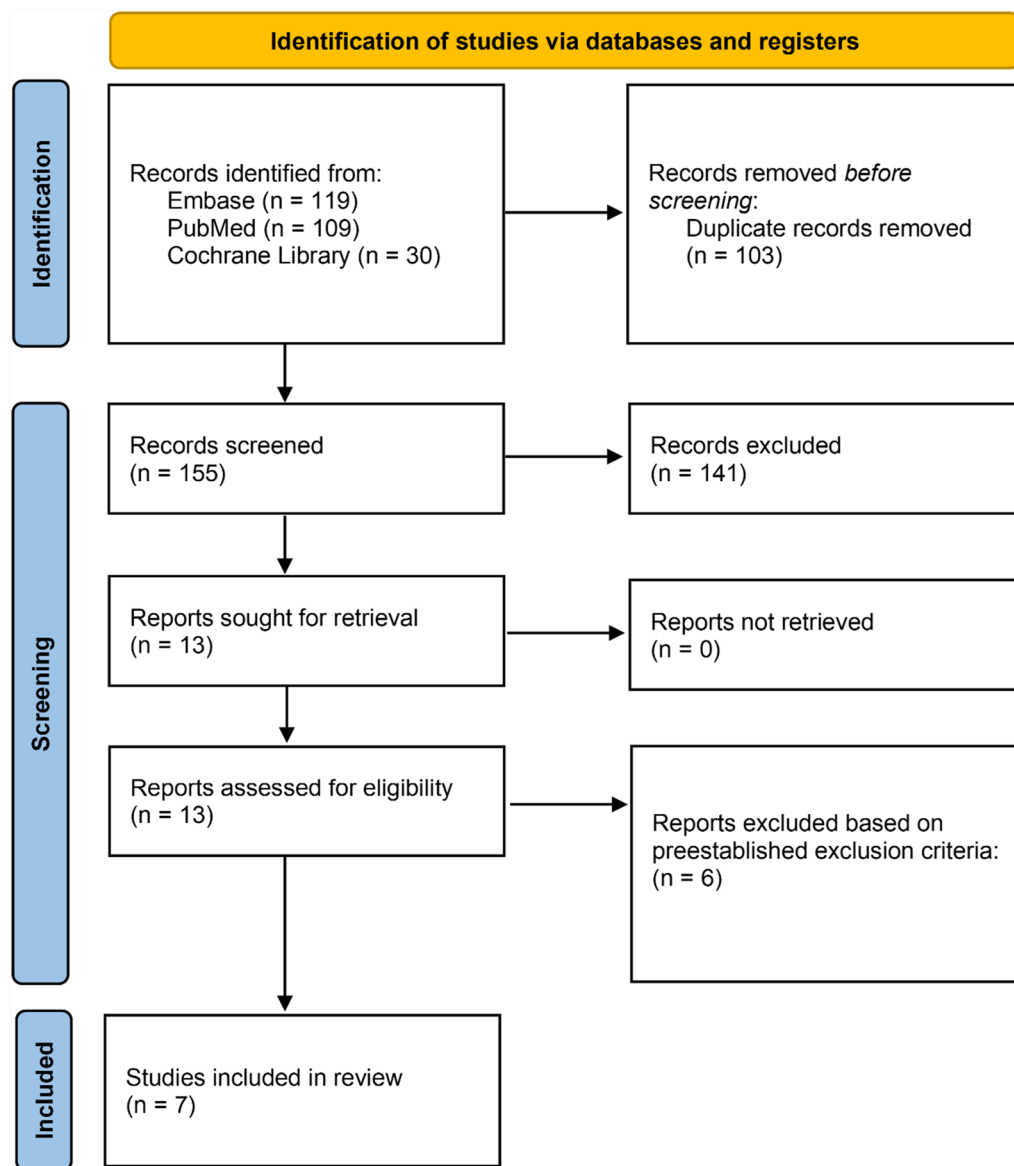 Identification of studies via databases and registers
Identification
Records identified from:
Embase (n = 119)
PubMed (n = 109)
Cochrane Library (n = 30)
Records removed before
screening:
Duplicate records removed
(n = 103)
Screening
Records screened
(n = 155)
Records excluded
(n = 141)
Reports sought for retrieval
(n = 13)
Reports not retrieved
(n = 0)
Reports assessed for eligibility
(n = 13)
Reports excluded based on
preestablished exclusion criteria:
(n = 6)
Included
Studies included in review
(n = 7)